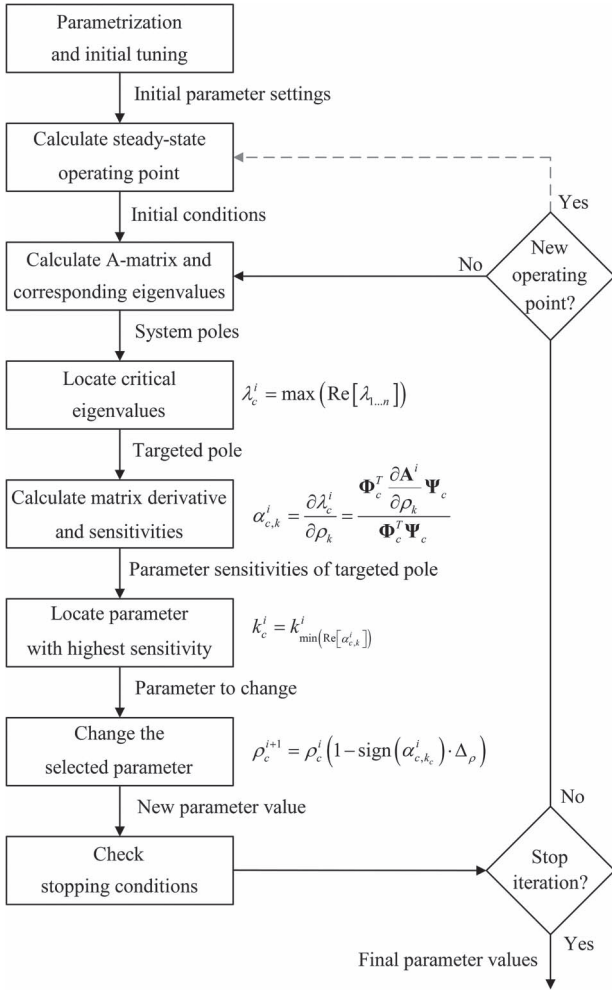 Parametrization
and initial tuning
Initial parameter settings
Calculate steady-state
operating point
Yes
Initial conditions
New
operating
point?
No
Calculate A-matrix and
corresponding eigenvalues
System poles
Locate critical
eigenvalues
λ_c^i = max(Re[λ_{1...n}])
Targeted pole
Calculate matrix derivative
and sensitivities
α_{c,k}^i = ∂λ_c^i / ∂ρ_k = (Φ_c^T (∂A^i / ∂ρ_k) Ψ_c) / (Φ_c^T Ψ_c)
Parameter sensitivities of targeted pole
Locate parameter
with highest sensitivity
k_c^i = k^i_{min(Re[α_{c,k}^i])}
Parameter to change
Change the
selected parameter
ρ_c^{i+1} = ρ_c^i (1 − sign(α_{c,k_c}^i) · Δ_ρ)
No
New parameter value
Check
stopping conditions
Stop
iteration?
Yes
Final parameter values